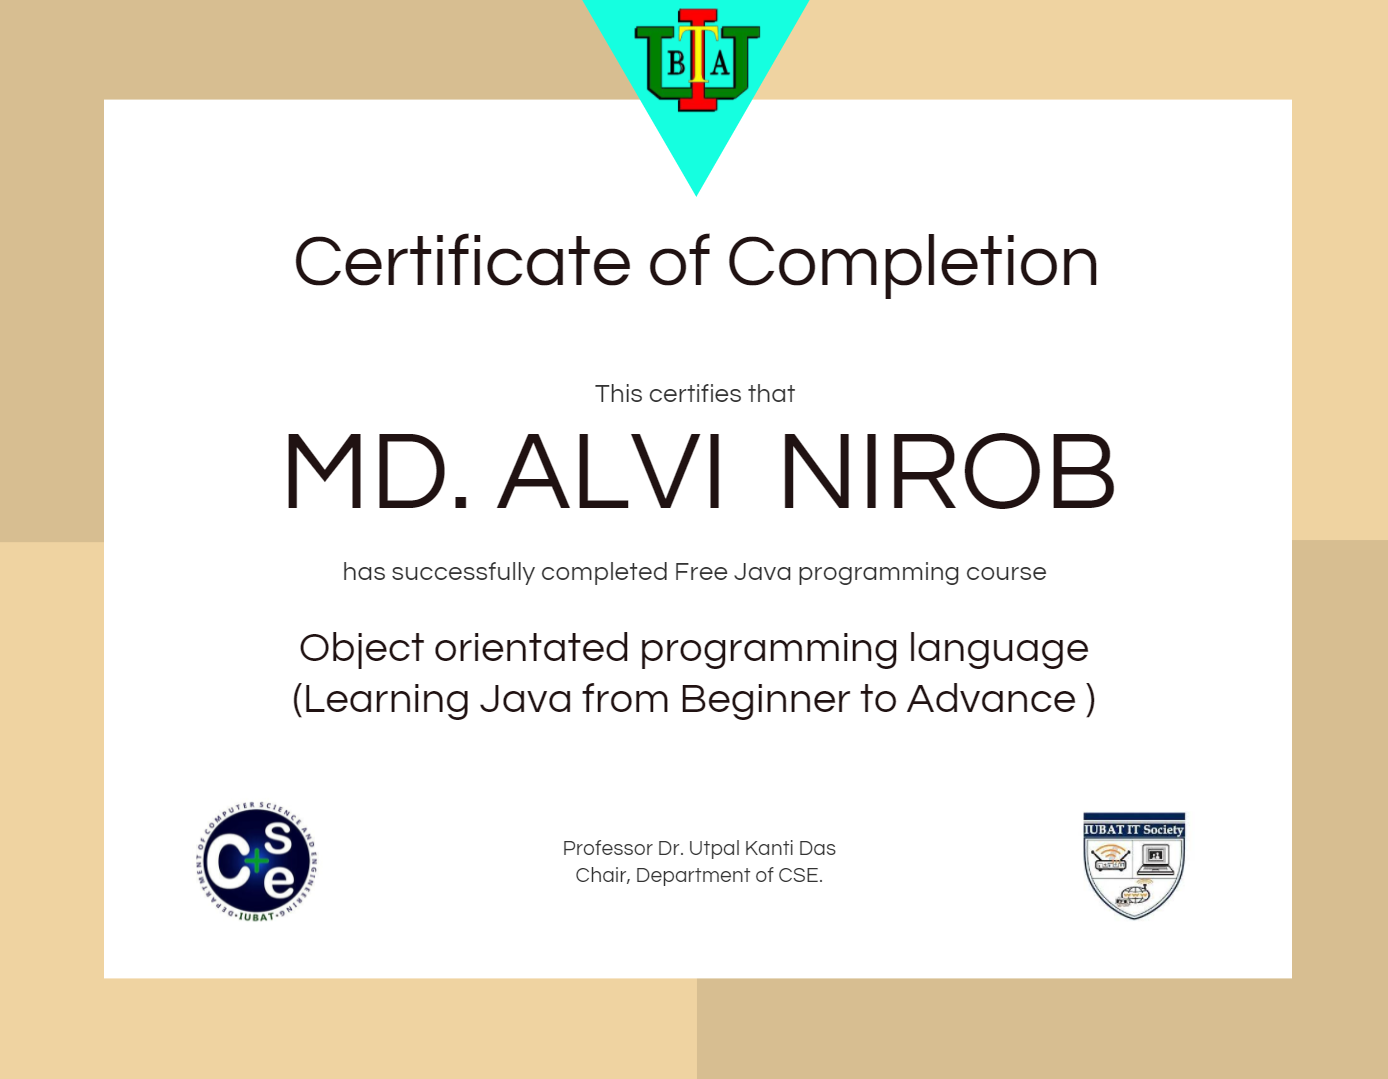 IUBAT
Certificate of Completion
This certifies that
MD. ALVI  NIROB
has successfully completed Free Java programming course
Object orientated programming language
(Learning Java from Beginner to Advance )
DEPARTMENT OF COMPUTER SCIENCE AND ENGINEERING
CSE
+
·IUBAT·
Professor Dr. Utpal Kanti Das
Chair, Department of CSE.
IUBAT IT Society